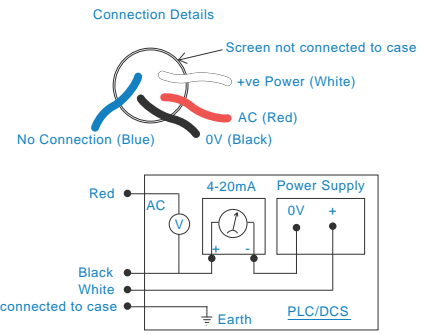 Connection Details
Screen not connected to case
+ve Power (White)
AC (Red)
No Connection (Blue)
0V (Black)
Red
AC
V
4-20mA
+ -
Power Supply
0V +
Black
White
connected to case
Earth
PLC/DCS